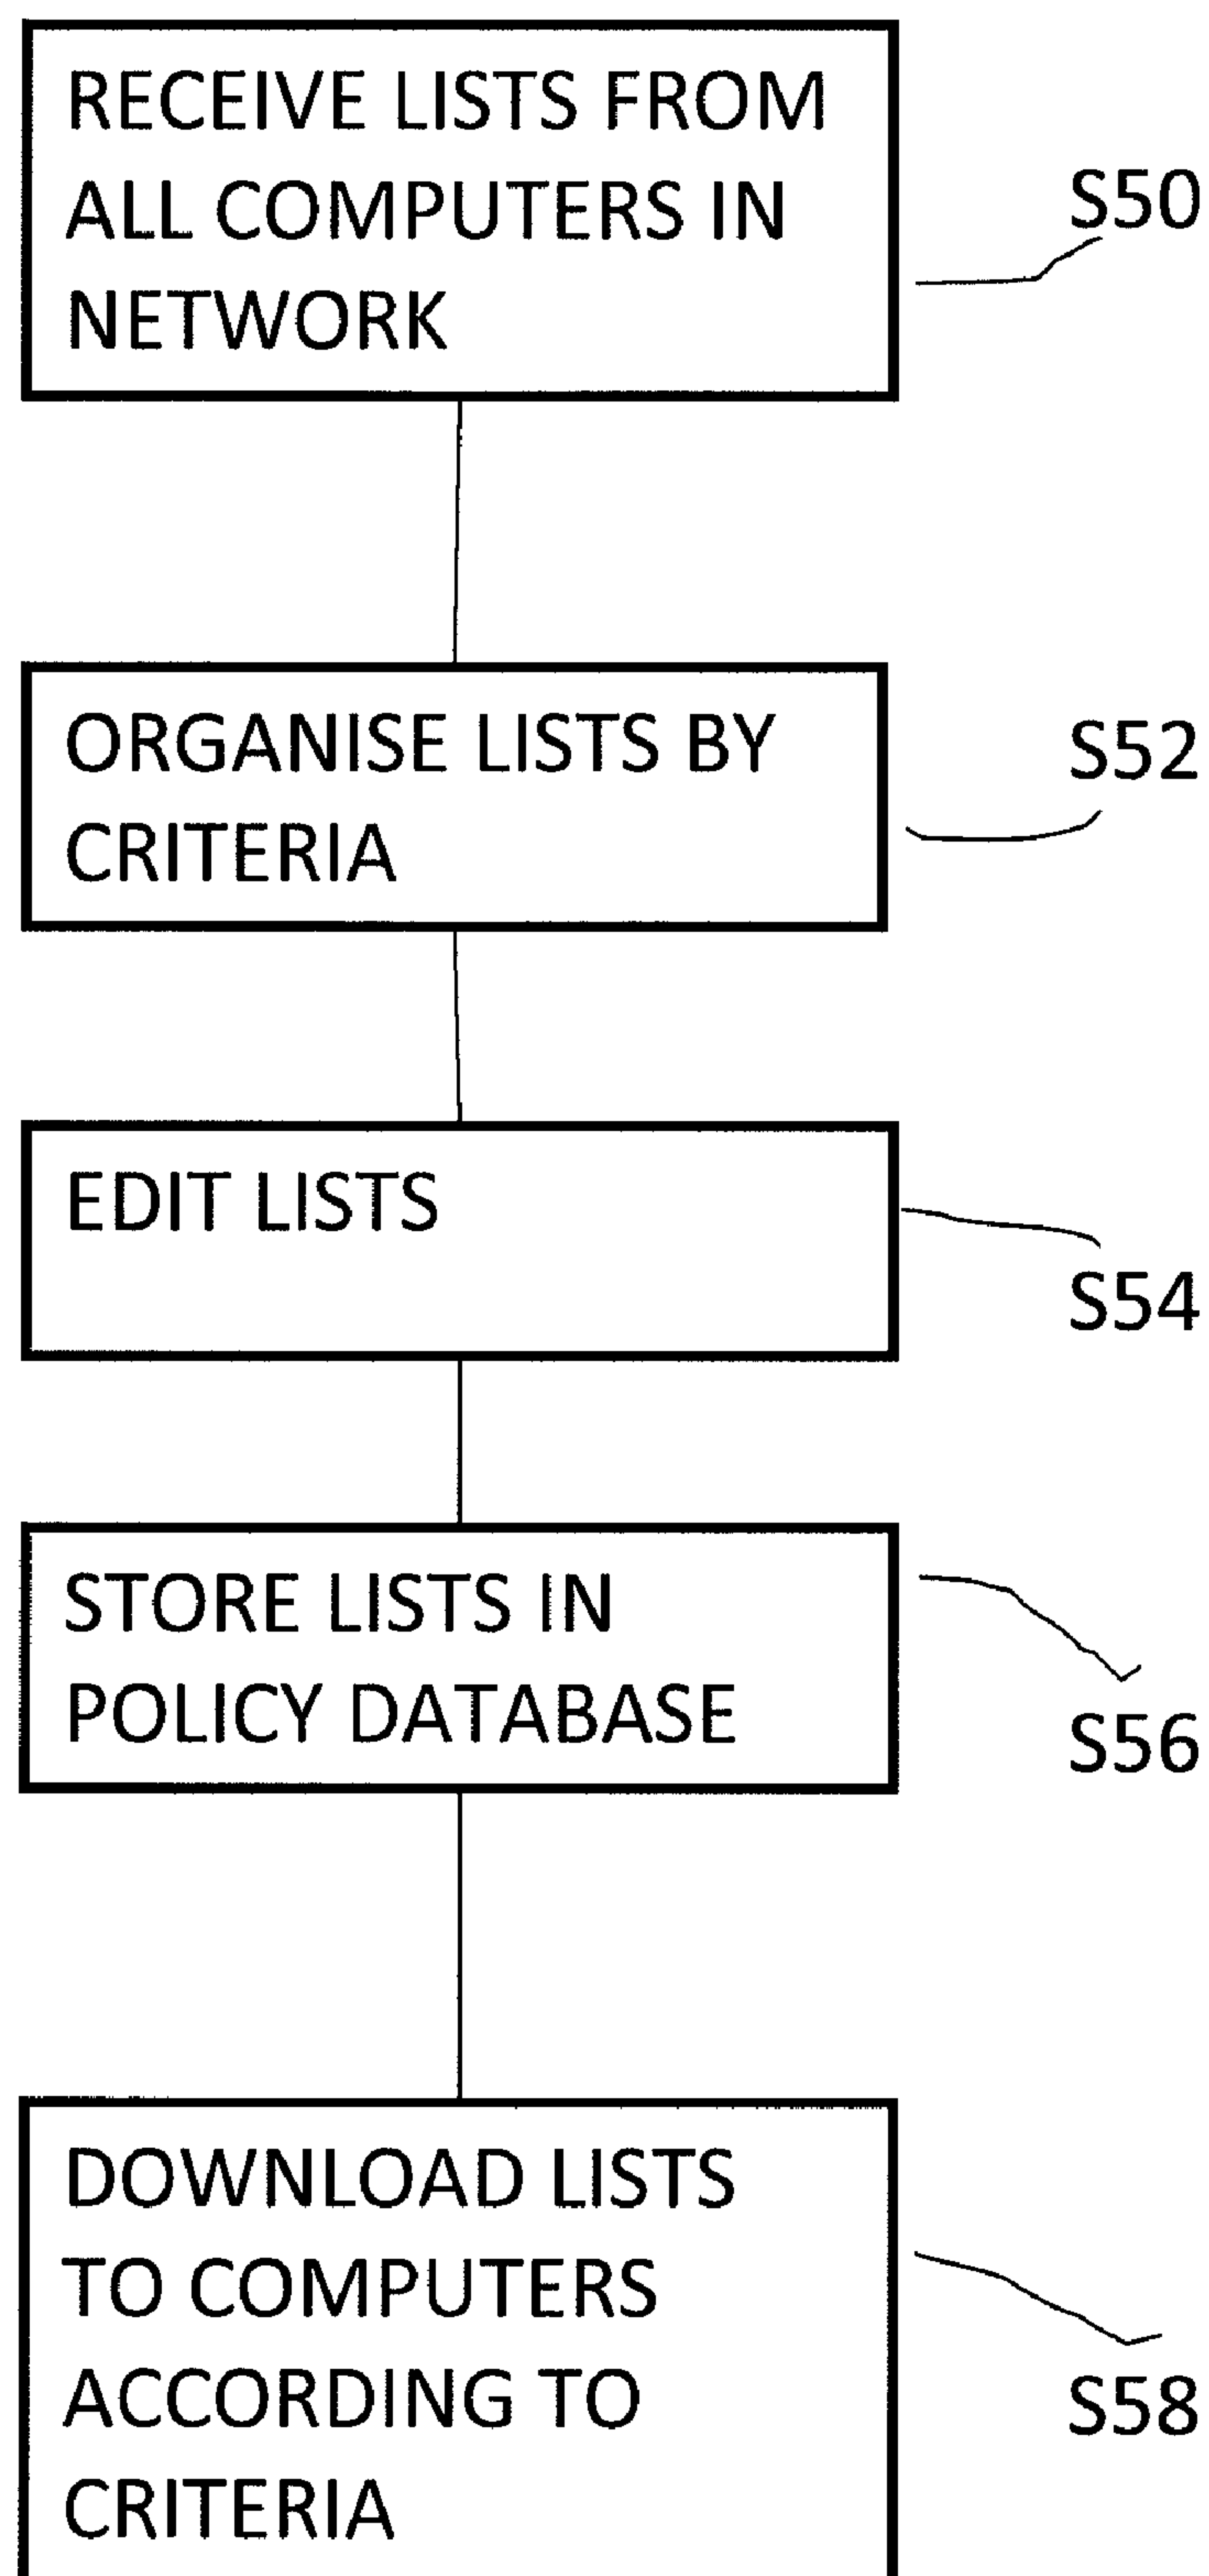 RECEIVE LISTS FROM
ALL COMPUTERS IN
NETWORK
S50
ORGANISE LISTS BY
CRITERIA
S52
EDIT LISTS
S54
STORE LISTS IN
POLICY DATABASE
S56
DOWNLOAD LISTS
TO COMPUTERS
ACCORDING TO
CRITERIA
S58